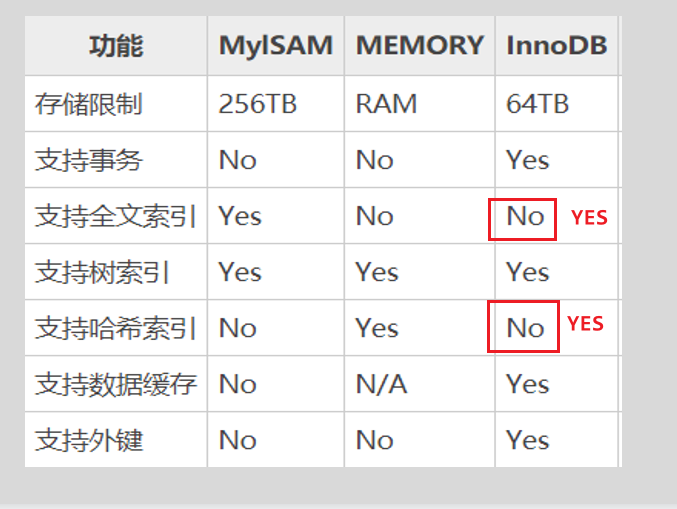 功能 MyISAM MEMORY InnoDB
存储限制 256TB RAM 64TB
支持事务 No No Yes
支持全文索引 Yes No No YES
支持树索引 Yes Yes Yes
支持哈希索引 No Yes No YES
支持数据缓存 No N/A Yes
支持外键 No No Yes